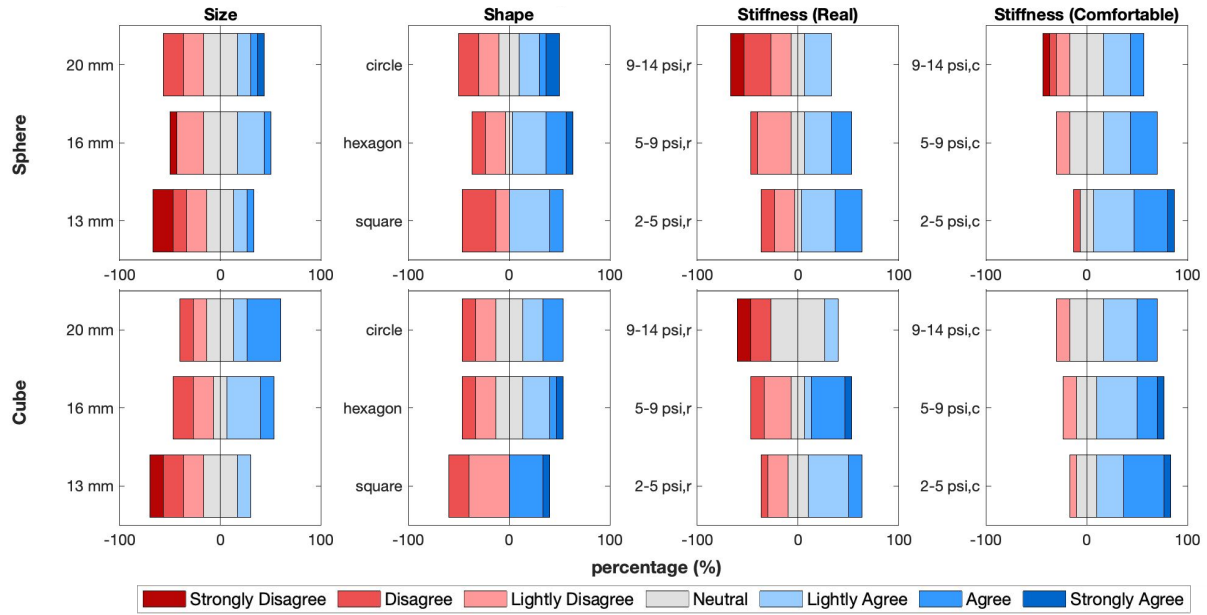 Size Shape Stiffness (Real) Stiffness (Comfortable)
Sphere
20 mm circle 9-14 psi,r 9-14 psi,c
16 mm hexagon 5-9 psi,r 5-9 psi,c
13 mm square 2-5 psi,r 2-5 psi,c
-100 0 100 -100 0 100 -100 0 100 -100 0 100
Cube
20 mm circle 9-14 psi,r 9-14 psi,c
16 mm hexagon 5-9 psi,r 5-9 psi,c
13 mm square 2-5 psi,r 2-5 psi,c
-100 0 100 -100 0 100 -100 0 100 -100 0 100
percentage (%)
Strongly Disagree Disagree Lightly Disagree Neutral Lightly Agree Agree Strongly Agree